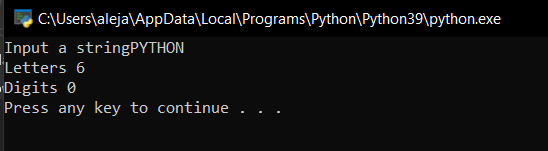 C:\Users\aleja\AppData\Local\Programs\Python\Python39\python.exe
Input a stringPYTHON
Letters 6
Digits 0
Press any key to continue . . .